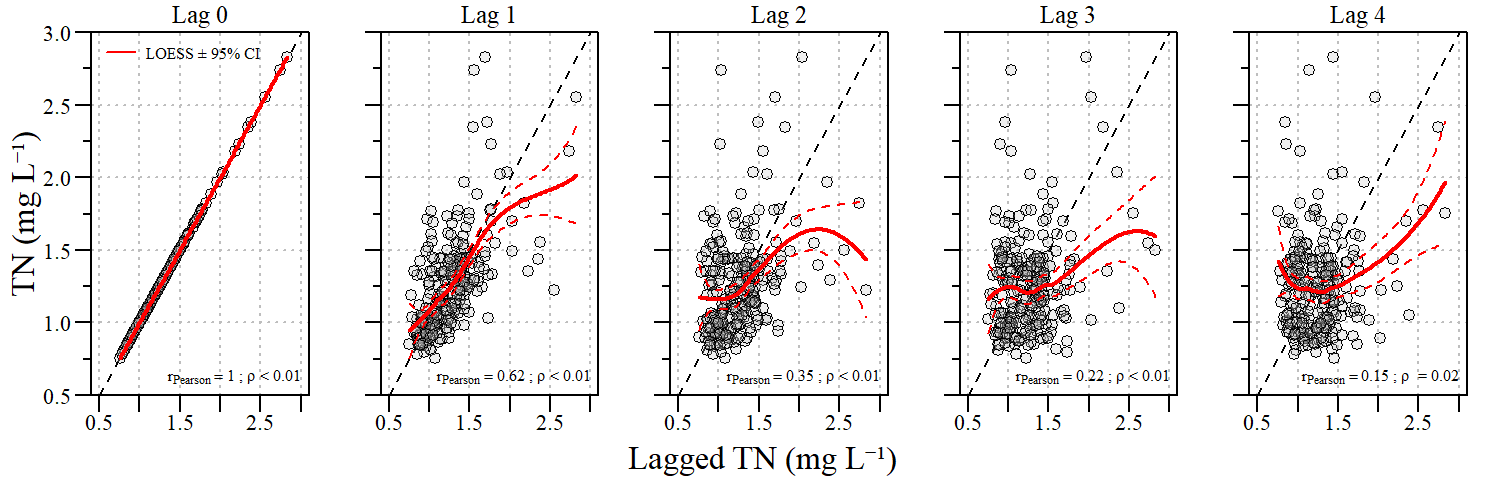 Lag 0 Lag 1 Lag 2 Lag 3 Lag 4
TN (mg L⁻¹)
3.0
2.5
2.0
1.5
1.0
0.5
LOESS ± 95% CI
rPearson = 1 ; ρ < 0.01
rPearson = 0.62 ; ρ < 0.01
rPearson = 0.35 ; ρ < 0.01
rPearson = 0.22 ; ρ < 0.01
rPearson = 0.15 ; ρ = 0.02
0.5 1.5 2.5 0.5 1.5 2.5 0.5 1.5 2.5 0.5 1.5 2.5 0.5 1.5 2.5
Lagged TN (mg L⁻¹)